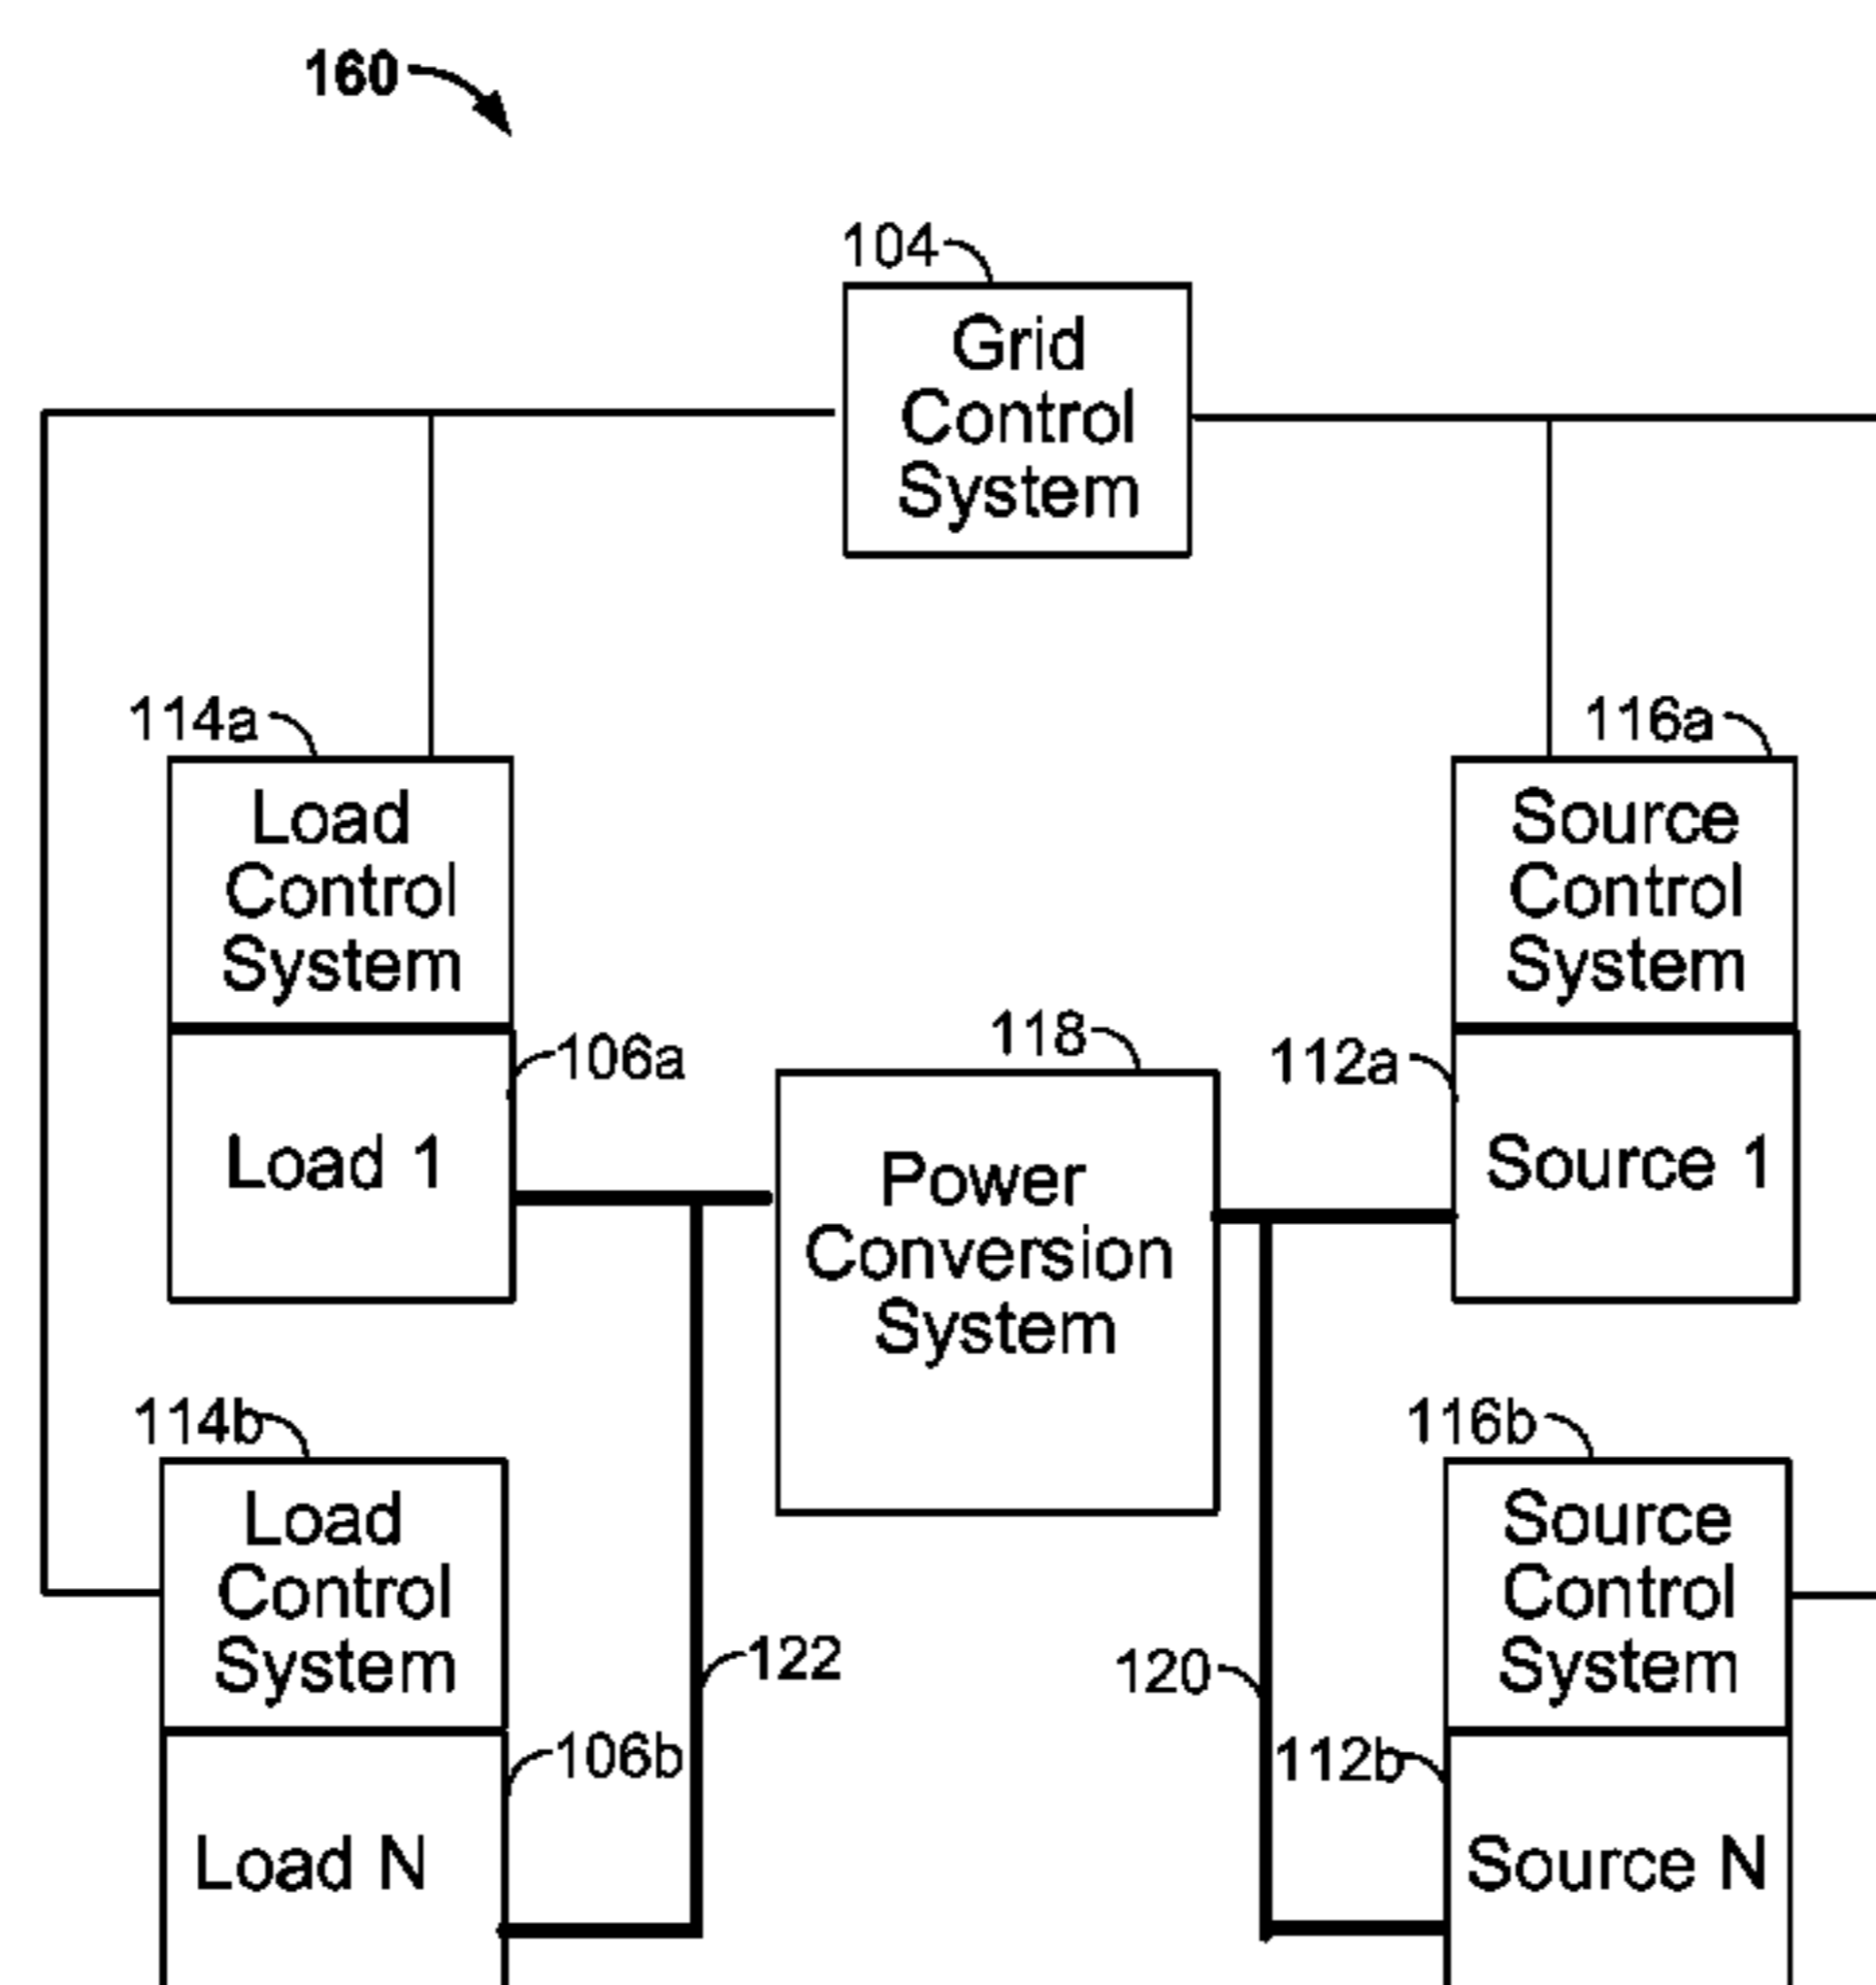 160
104
Grid
Control
System
114a
Load
Control
System
106a
Load 1
118
Power
Conversion
System
116a
Source
Control
System
112a
Source 1
114b
Load
Control
System
122
106b
Load N
120
116b
Source
Control
System
112b
Source N